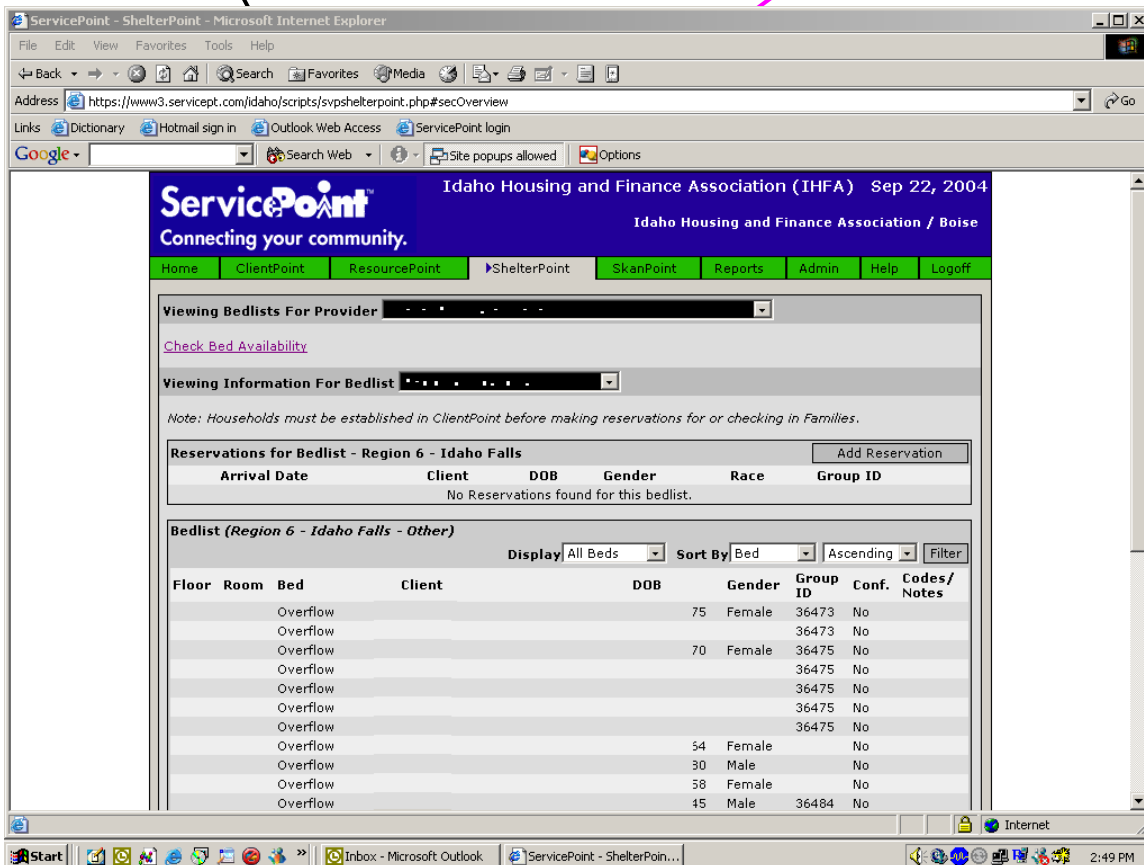 ServicePoint - ShelterPoint - Microsoft Internet Explorer
File Edit View Favorites Tools Help
Back Search Favorites Media
Address https://www3.servicept.com/idaho/scripts/svpshelterpoint.php#secOverview Go
Links Dictionary Hotmail sign in Outlook Web Access ServicePoint login
Google Search Web Site popups allowed Options
ServicePoint™ Idaho Housing and Finance Association (IHFA) Sep 22, 2004
Idaho Housing and Finance Association / Boise
Connecting your community.
Home ClientPoint ResourcePoint ShelterPoint SkanPoint Reports Admin Help Logoff
Viewing Bedlists For Provider
Check Bed Availability
Viewing Information For Bedlist
Note: Households must be established in ClientPoint before making reservations for or checking in Families.
Reservations for Bedlist - Region 6 - Idaho Falls Add Reservation
Arrival Date Client DOB Gender Race Group ID
No Reservations found for this bedlist.
Bedlist (Region 6 - Idaho Falls - Other)
Display All Beds Sort By Bed Ascending Filter
Floor Room Bed Client DOB Gender Group ID Conf. Codes/ Notes
Overflow 75 Female 36473 No
Overflow 36473 No
Overflow 70 Female 36475 No
Overflow 36475 No
Overflow 36475 No
Overflow 36475 No
Overflow 36475 No
Overflow 54 Female No
Overflow 30 Male No
Overflow 58 Female No
Overflow 45 Male 36484 No
Internet
Start Inbox - Microsoft Outlook ServicePoint - ShelterPoin... 2:49 PM